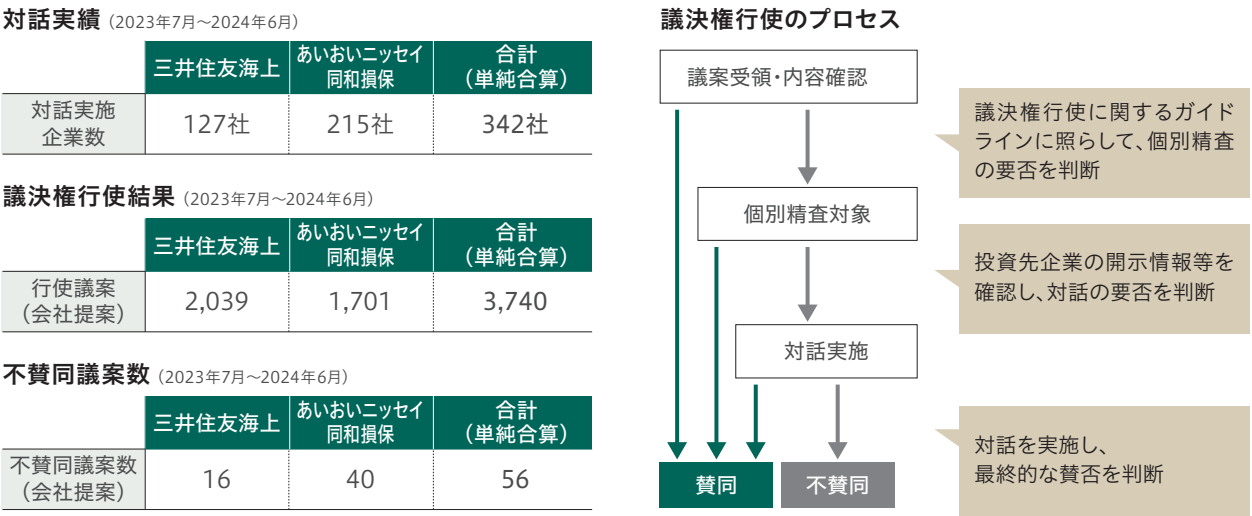 対話実績（2023年7月～2024年6月）
三井住友海上
あいおいニッセイ
同和損保
合計
（単純合算）
対話実施
企業数
127社
215社
342社
議決権行使結果（2023年7月～2024年6月）
三井住友海上
あいおいニッセイ
同和損保
合計
（単純合算）
行使議案
（会社提案）
2,039
1,701
3,740
不賛同議案数（2023年7月～2024年6月）
三井住友海上
あいおいニッセイ
同和損保
合計
（単純合算）
不賛同議案数
（会社提案）
16
40
56
議決権行使のプロセス
議案受領・内容確認
議決権行使に関するガイド
ラインに照らして、個別精査
の要否を判断
個別精査対象
投資先企業の開示情報等を
確認し、対話の要否を判断
対話実施
対話を実施し、
最終的な賛否を判断
賛同
不賛同